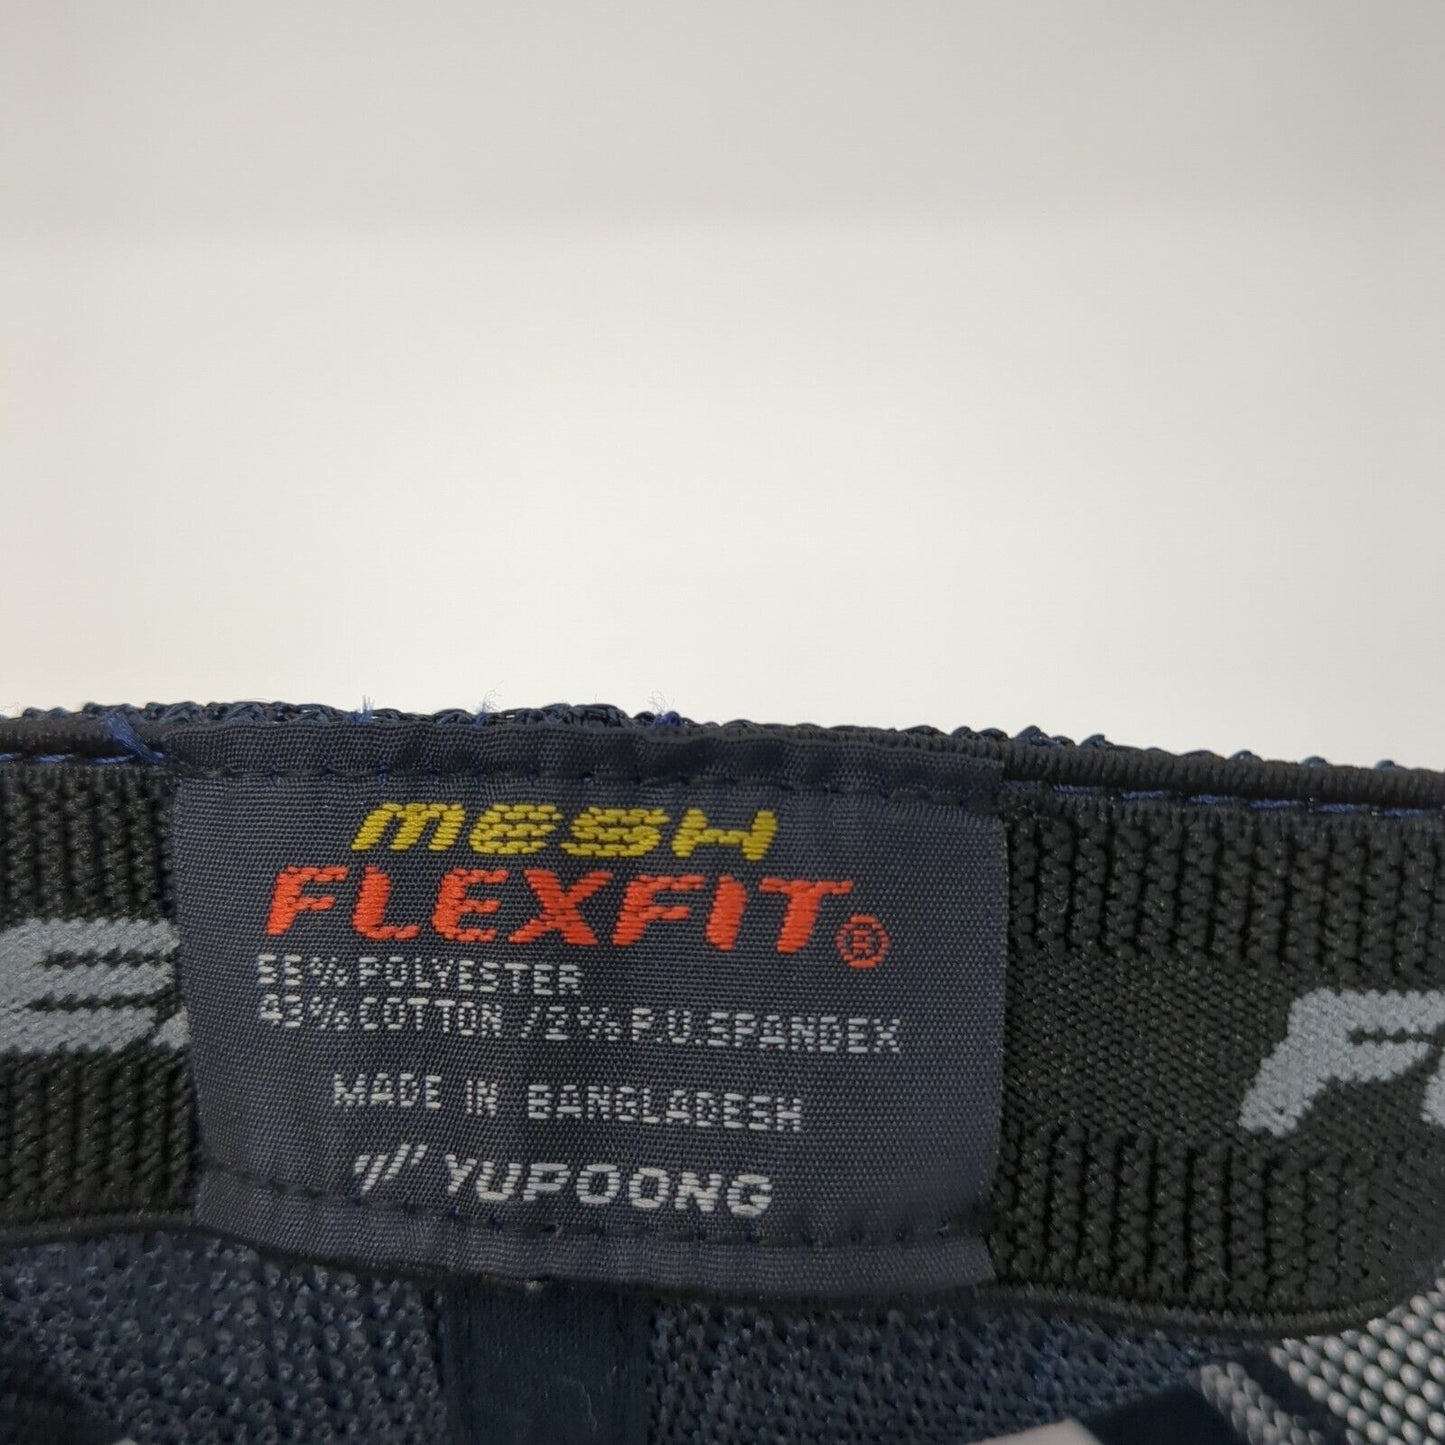 MESH
FLEXFIT®
55% POLYESTER
43% COTTON / 2% P.U.SPANDEX
MADE IN BANGLADESH
YUPOONG